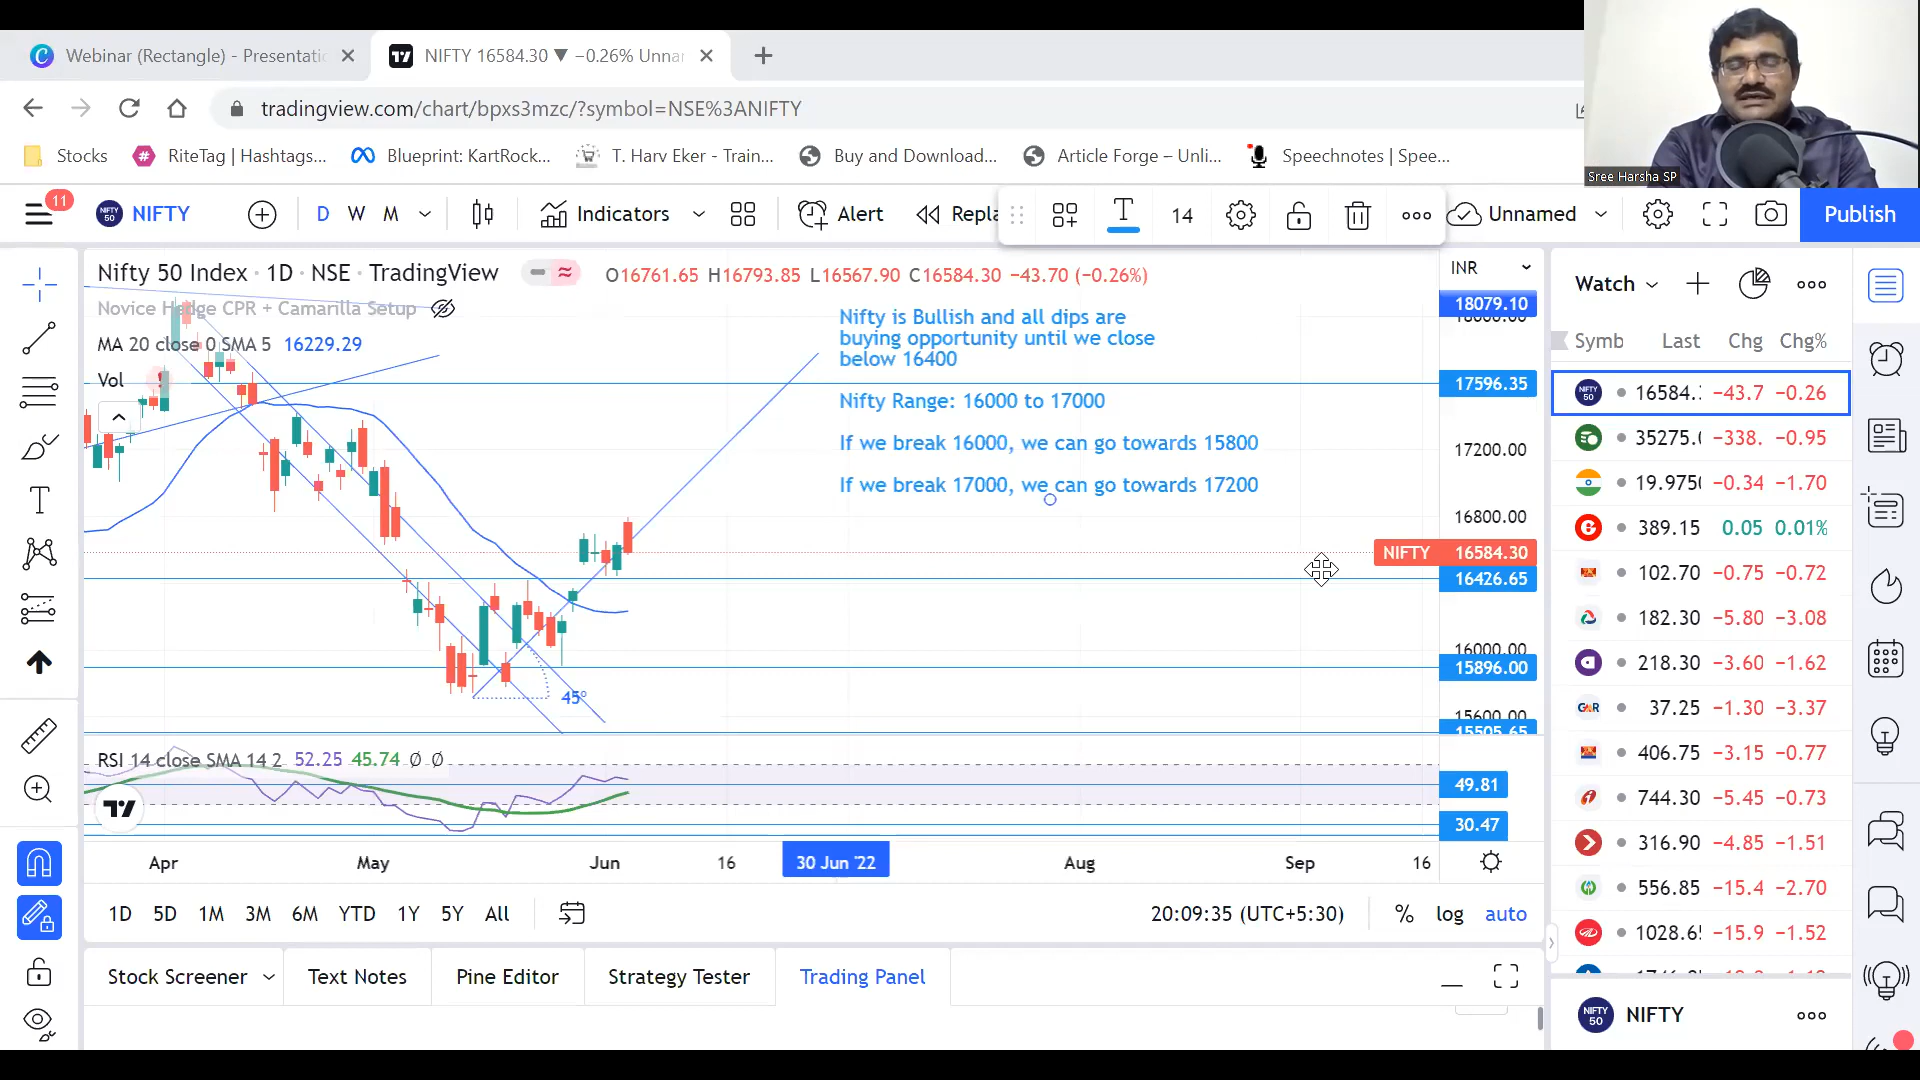 Webinar (Rectangle) - Presentati
NIFTY 16584.30 ▼ −0.26% Unnar
tradingview.com/chart/bpxs3mzc/?symbol=NSE%3ANIFTY
Stocks
RiteTag | Hashtags...
Blueprint: KartRock...
T. Harv Eker - Train...
Buy and Download...
Article Forge – Unli...
Speechnotes | Spee...
Sree Harsha SP
11
NIFTY
D W M
Indicators
Alert
Repla
T
14
Unnamed
Publish
Nifty 50 Index · 1D · NSE · TradingView
O16761.65 H16793.85 L16567.90 C16584.30 −43.70 (−0.26%)
Novice Hedge CPR + Camarilla Setup
MA 20 close 0 SMA 5 16229.29
Vol
Nifty is Bullish and all dips are
buying opportunity until we close
below 16400
Nifty Range: 16000 to 17000
If we break 16000, we can go towards 15800
If we break 17000, we can go towards 17200
45°
INR
18079.10
18000.00
17596.35
17200.00
16800.00
NIFTY 16584.30
16426.65
16000.00
15896.00
15600.00
15505.65
RSI 14 close SMA 14 2 52.25 45.74 Ø Ø
49.81
30.47
Apr May Jun 16 30 Jun '22 Aug Sep 16
1D 5D 1M 3M 6M YTD 1Y 5Y All
20:09:35 (UTC+5:30) % log auto
Stock Screener
Text Notes
Pine Editor
Strategy Tester
Trading Panel
Watch
Symb Last Chg Chg%
NIFTY 50 16584. −43.7 −0.26
35275.0 −338. −0.95
19.9750 −0.34 −1.70
389.15 0.05 0.01%
102.70 −0.75 −0.72
182.30 −5.80 −3.08
218.30 −3.60 −1.62
37.25 −1.30 −3.37
406.75 −3.15 −0.77
744.30 −5.45 −0.73
316.90 −4.85 −1.51
556.85 −15.4 −2.70
1028.65 −15.9 −1.52
NIFTY 50 NIFTY